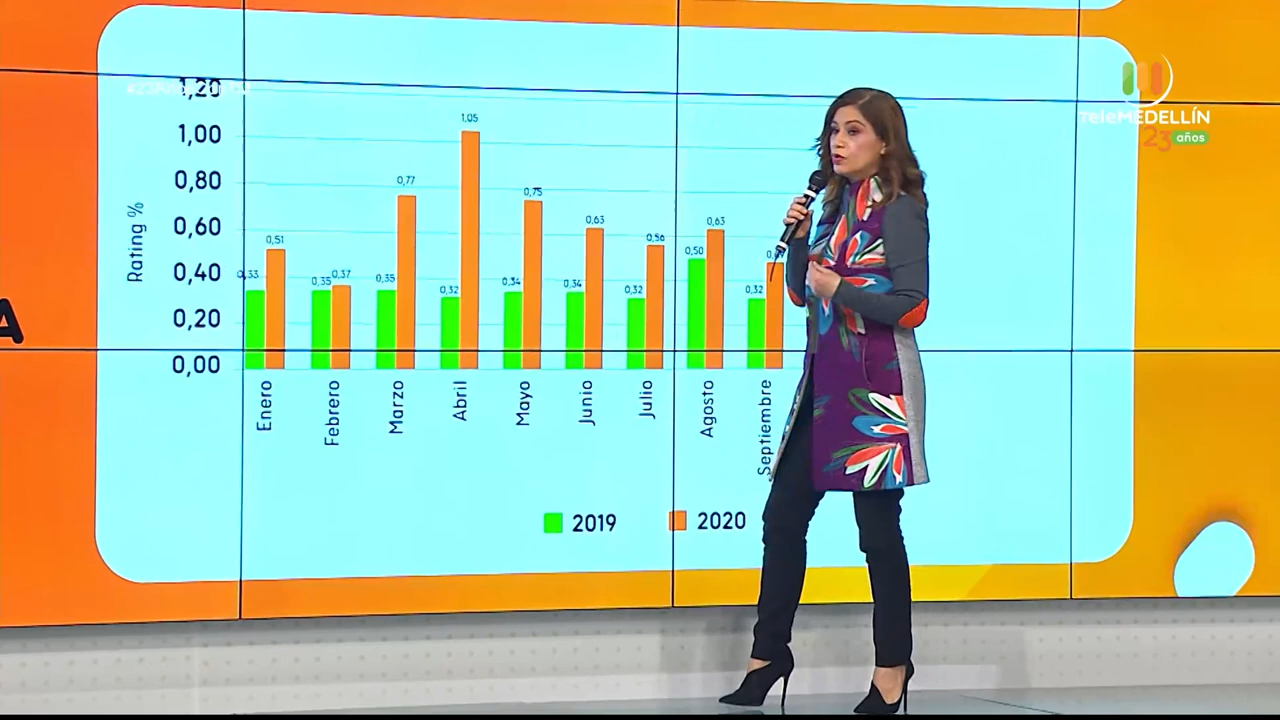 1,20
1,00
0,80
0,60
0,40
0,20
0,00
Rating %
0,33
0,51
0,35
0,37
0,35
0,77
0,32
1,05
0,34
0,75
0,34
0,63
0,32
0,56
0,50
0,63
0,32
Enero
Febrero
Marzo
Abril
Mayo
Junio
Julio
Agosto
Septiembre
2019
2020
A
TeleMEDELLÍN
23 años